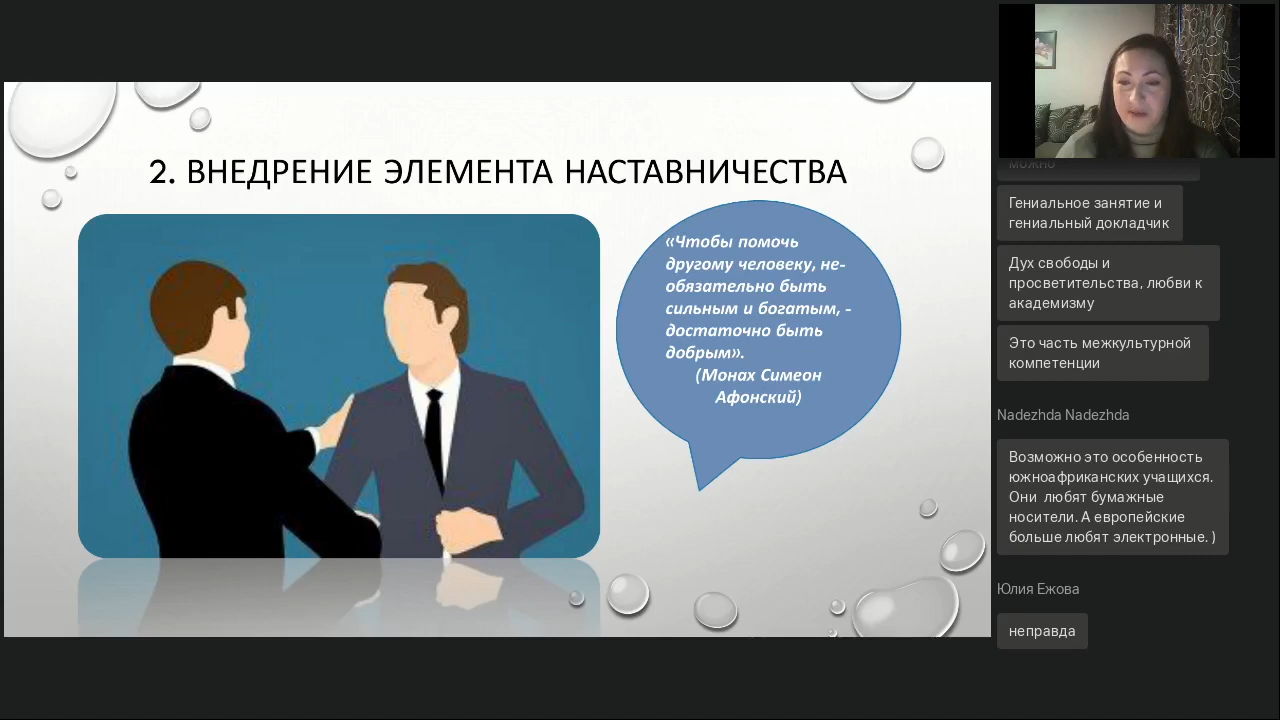 2. ВНЕДРЕНИЕ ЭЛЕМЕНТА НАСТАВНИЧЕСТВА
«Чтобы помочь
другому человеку, не-
обязательно быть
сильным и богатым, -
достаточно быть
добрым».
(Монах Симеон
Афонский)
можно
Гениальное занятие и
гениальный докладчик
Дух свободы и
просветительства, любви к
академизму
Это часть межкультурной
компетенции
Nadezhda Nadezhda
Возможно это особенность
южноафриканских учащихся.
Они любят бумажные
носители. А европейские
больше любят электронные. )
Юлия Ежова
неправда